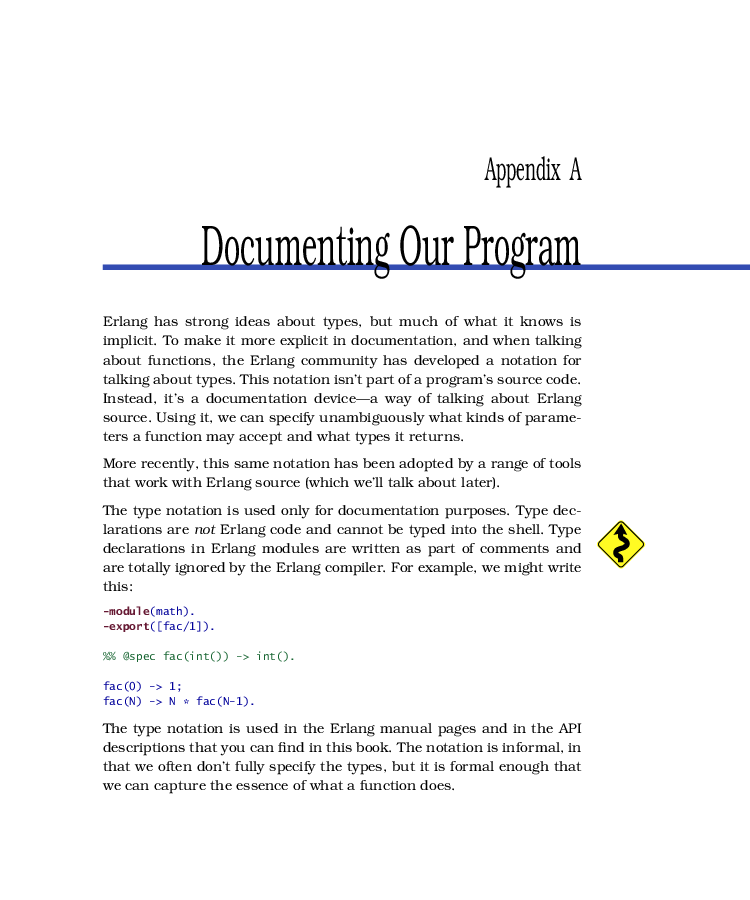 Appendix A
Documenting Our Program
Erlang has strong ideas about types, but much of what it knows is
implicit. To make it more explicit in documentation, and when talking
about functions, the Erlang community has developed a notation for
talking about types. This notation isn’t part of a program’s source code.
Instead, it’s a documentation device—a way of talking about Erlang
source. Using it, we can specify unambiguously what kinds of parame-
ters a function may accept and what types it returns.
More recently, this same notation has been adopted by a range of tools
that work with Erlang source (which we’ll talk about later).
The type notation is used only for documentation purposes. Type dec-
larations are not Erlang code and cannot be typed into the shell. Type
declarations in Erlang modules are written as part of comments and
are totally ignored by the Erlang compiler. For example, we might write
this:
-module(math).
-export([fac/1]).
%% @spec fac(int()) -> int().
fac(0) -> 1;
fac(N) -> N * fac(N-1).
The type notation is used in the Erlang manual pages and in the API
descriptions that you can find in this book. The notation is informal, in
that we often don’t fully specify the types, but it is formal enough that
we can capture the essence of what a function does.